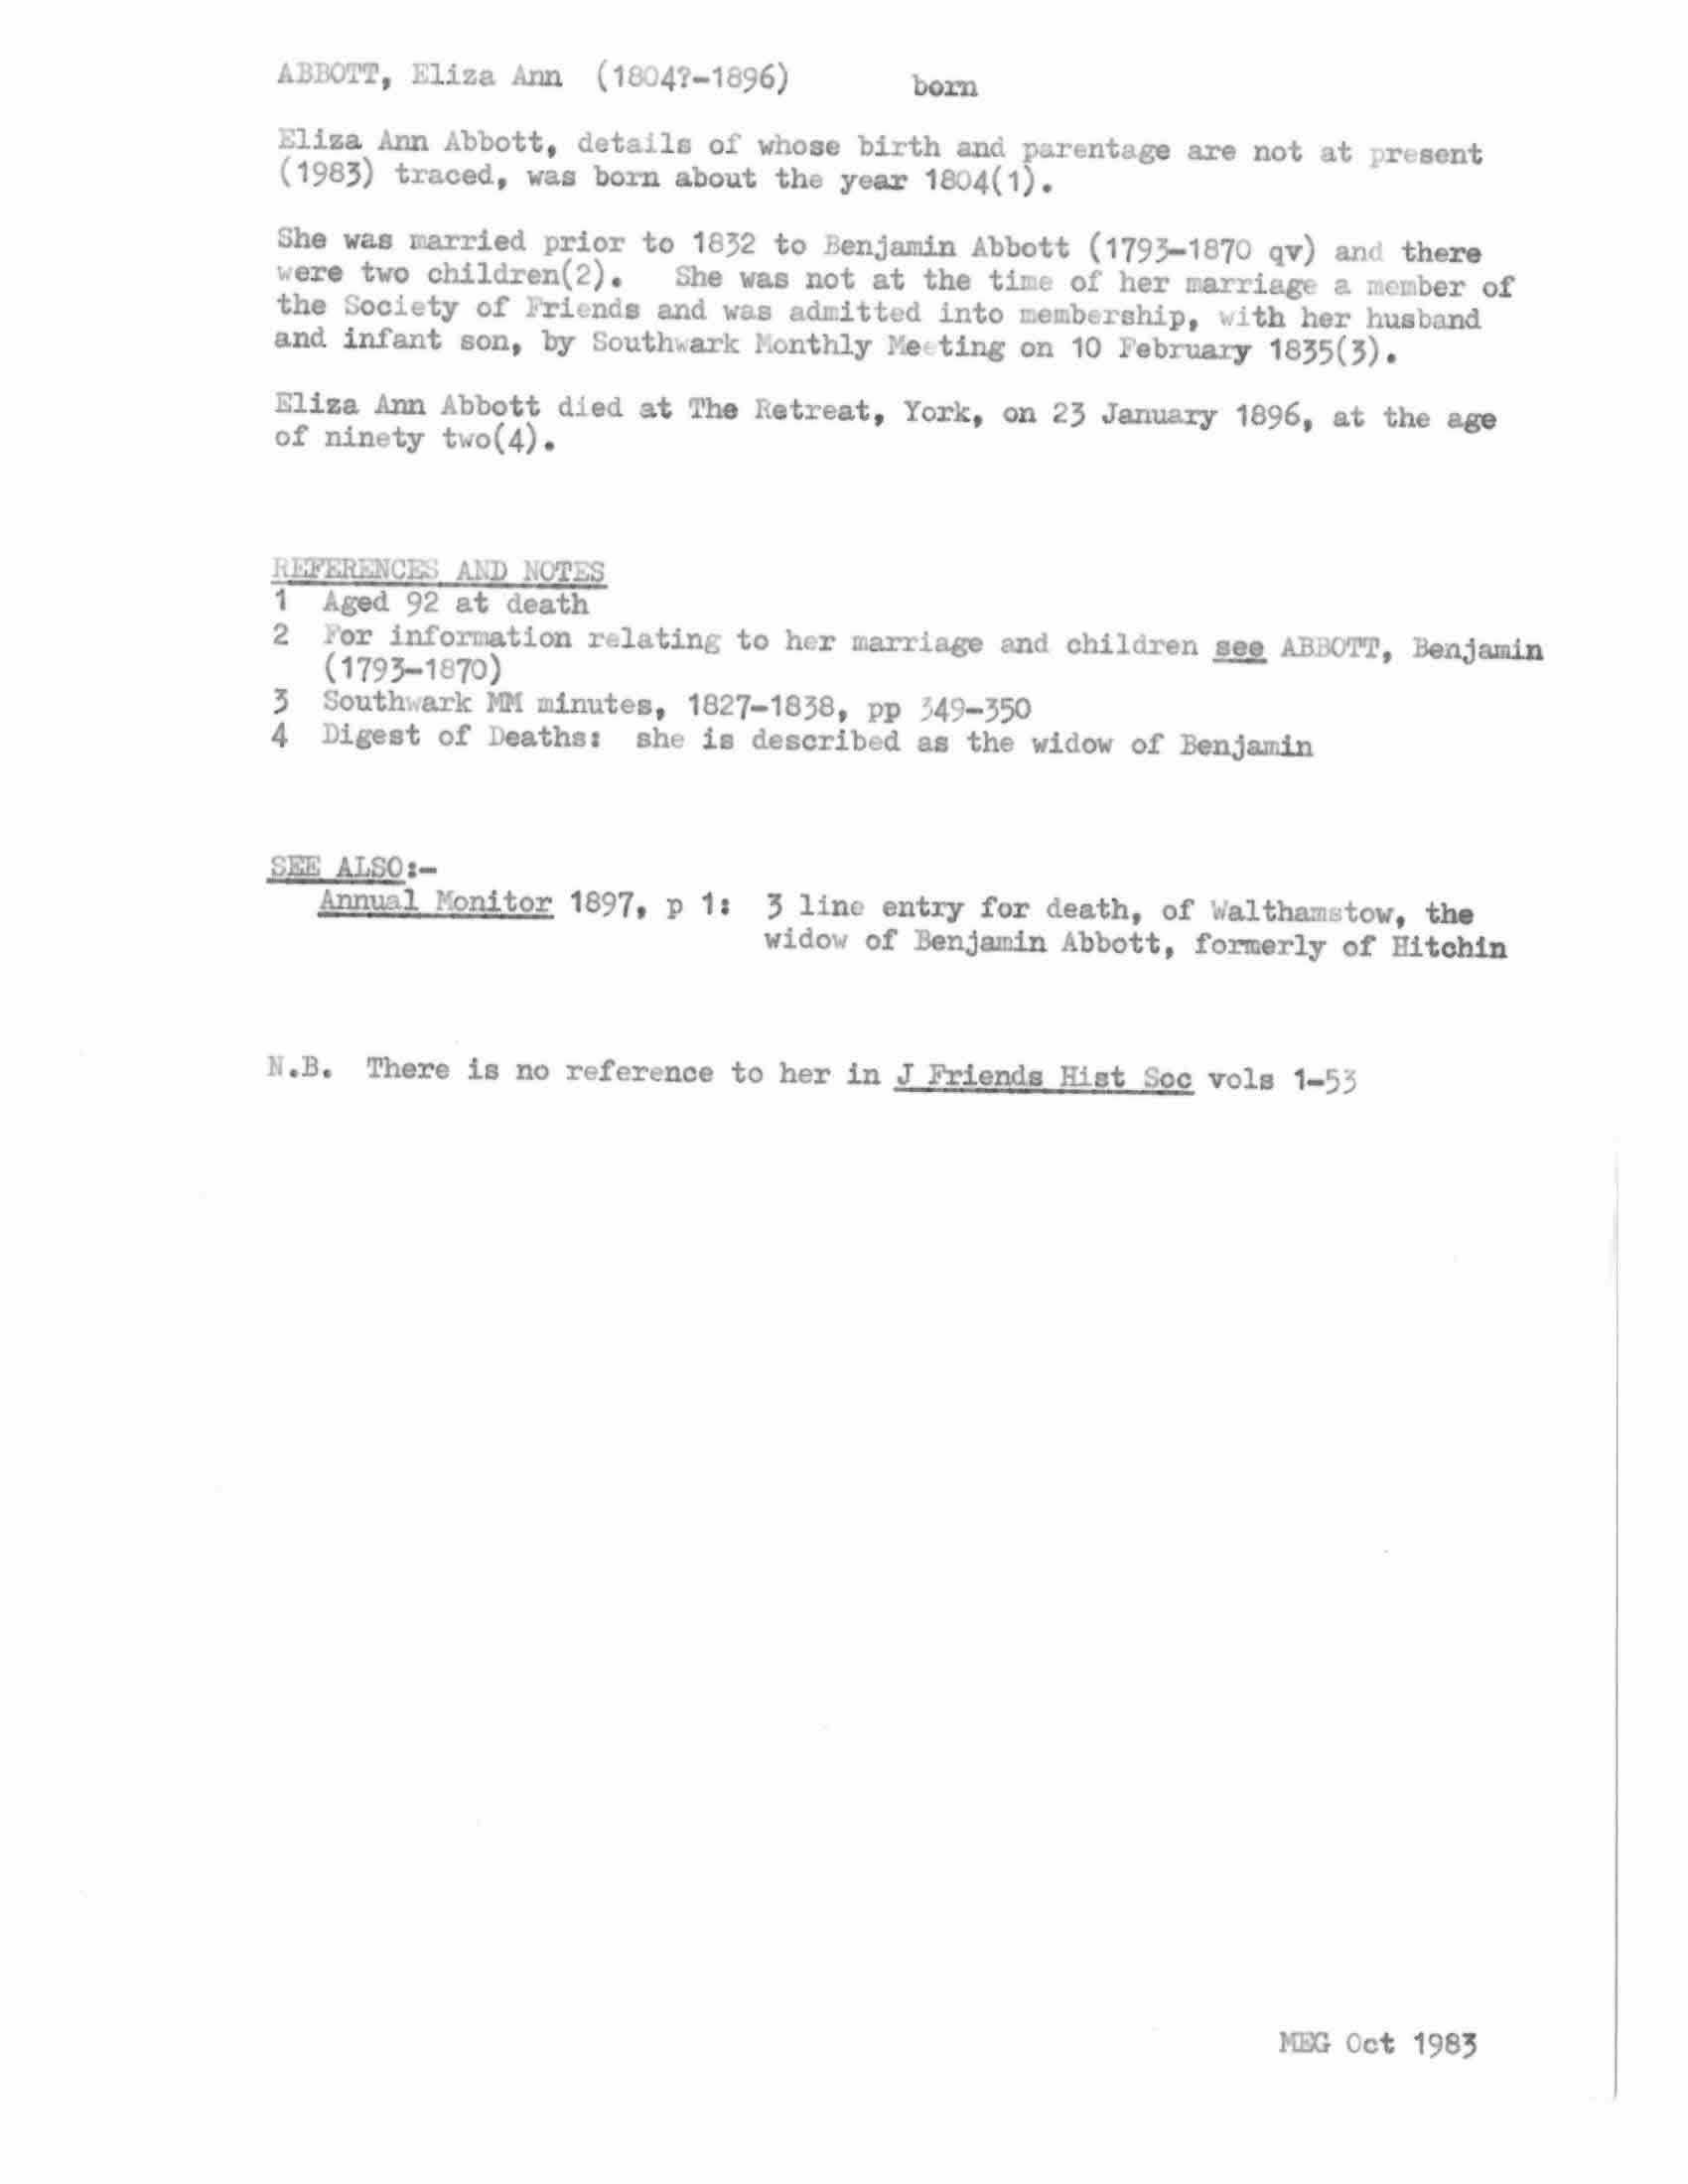 ABBOTT, Eliza Ann (1804?-1896) born
Eliza Ann Abbott, details of whose birth and parentage are not at present
(1983) traced, was born about the year 1804(1).
She was married prior to 1832 to Benjamin Abbott (1793-1870 qv) and there
were two children(2). She was not at the time of her marriage a member of
the Society of Friends and was admitted into membership, with her husband
and infant son, by Southwark Monthly Meeting on 10 February 1835(3).
Eliza Ann Abbott died at The Retreat, York, on 23 January 1896, at the age
of ninety two(4).
REFERENCES AND NOTES
1 Aged 92 at death
2 For information relating to her marriage and children see ABBOTT, Benjamin
(1793-1870)
3 Southwark MM minutes, 1827-1838, pp 349-350
4 Digest of Deaths: she is described as the widow of Benjamin
SEE ALSO:-
Annual Monitor 1897, p 1: 3 line entry for death, of Walthamstow, the
widow of Benjamin Abbott, formerly of Hitchin
N.B. There is no reference to her in J Friends Hist Soc vols 1-53
MEG Oct 1983